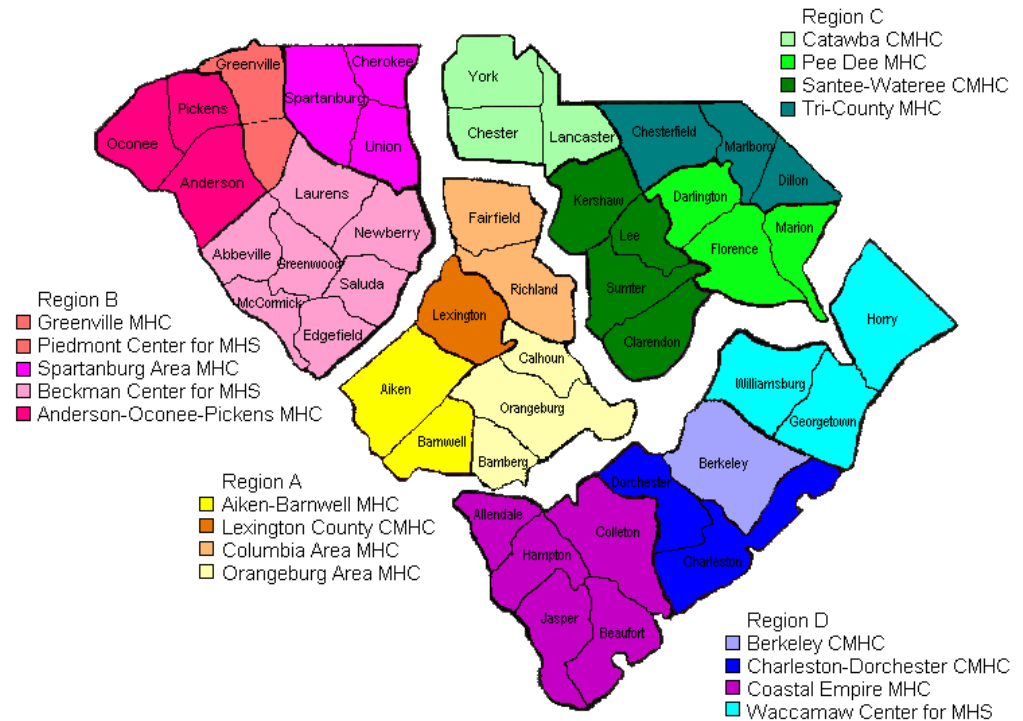 Region C
Catawba CMHC
Pee Dee MHC
Santee-Wateree CMHC
Tri-County MHC
Greenville
Cherokee
Spartanburg
Pickens
Oconee
Union
Anderson
Laurens
Newberry
Abbeville
Greenwood
Saluda
McCormick
Edgefield
York
Chester
Lancaster
Chesterfield
Marlboro
Dillon
Kershaw
Darlington
Lee
Marion
Florence
Sumter
Clarendon
Fairfield
Richland
Lexington
Calhoun
Aiken
Orangeburg
Barnwell
Bamberg
Horry
Williamsburg
Georgetown
Berkeley
Dorchester
Charleston
Allendale
Colleton
Hampton
Jasper
Beaufort
Region B
Greenville MHC
Piedmont Center for MHS
Spartanburg Area MHC
Beckman Center for MHS
Anderson-Oconee-Pickens MHC
Region A
Aiken-Barnwell MHC
Lexington County CMHC
Columbia Area MHC
Orangeburg Area MHC
Region D
Berkeley CMHC
Charleston-Dorchester CMHC
Coastal Empire MHC
Waccamaw Center for MHS